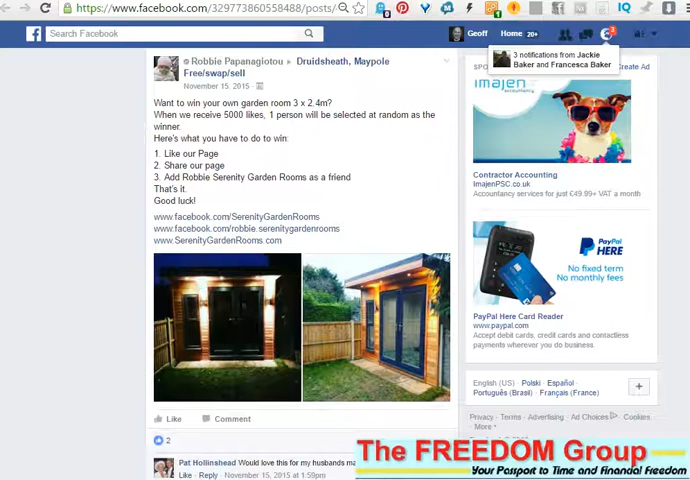 https://www.facebook.com/329773860558488/posts/
Search Facebook
Geoff
Home 20+
3 notifications from Jackie
Baker and Francesca Baker
Robbie Papanagiotou ▸ Druidsheath, Maypole
Free/swap/sell
November 15, 2015
Want to win your own garden room 3 x 2.4m?
When we receive 5000 likes, 1 person will be selected at random as the
winner.
Here's what you have to do to win:
1. Like our Page
2. Share our page
3. Add Robbie Serenity Garden Rooms as a friend
That's it.
Good luck!
www.facebook.com/SerenityGardenRooms
www.facebook.com/robbie.serenitygardenrooms
www.SerenityGardenRooms.com
Like Comment
2
Pat Hollinshead Would love this for my husbands
Like · Reply · November 15, 2015 at 1:59pm
Create Ad
imajen
accountancy
Contractor Accounting
ImajenPSC.co.uk
Accountancy services for just £49.99+ VAT a month
PayPal
HERE
No fixed term
No monthly fees
PayPal Here Card Reader
www.paypal.com
Accept debit cards, credit cards and contactless
payments wherever you do business.
English (US) · Polski · Español ·
Português (Brasil) · Français (France)
Privacy · Terms · Advertising · Ad Choices · Cookies ·
More
The FREEDOM Group
Your Passport to Time and Financial Freedom